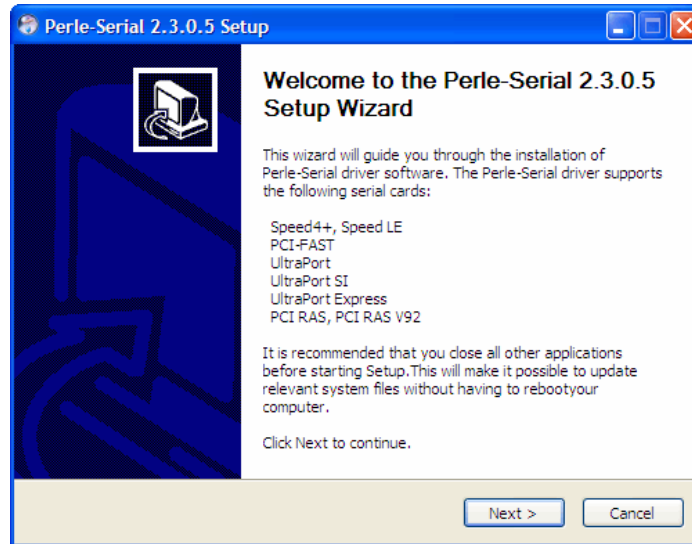 Perle-Serial 2.3.0.5 Setup
Welcome to the Perle-Serial 2.3.0.5
Setup Wizard
This wizard will guide you through the installation of
Perle-Serial driver software. The Perle-Serial driver supports
the following serial cards:
Speed4+, Speed LE
PCI-FAST
UltraPort
UltraPort SI
UltraPort Express
PCI RAS, PCI RAS V92
It is recommended that you close all other applications
before starting Setup.This will make it possible to update
relevant system files without having to rebootyour
computer.
Click Next to continue.
Next >
Cancel